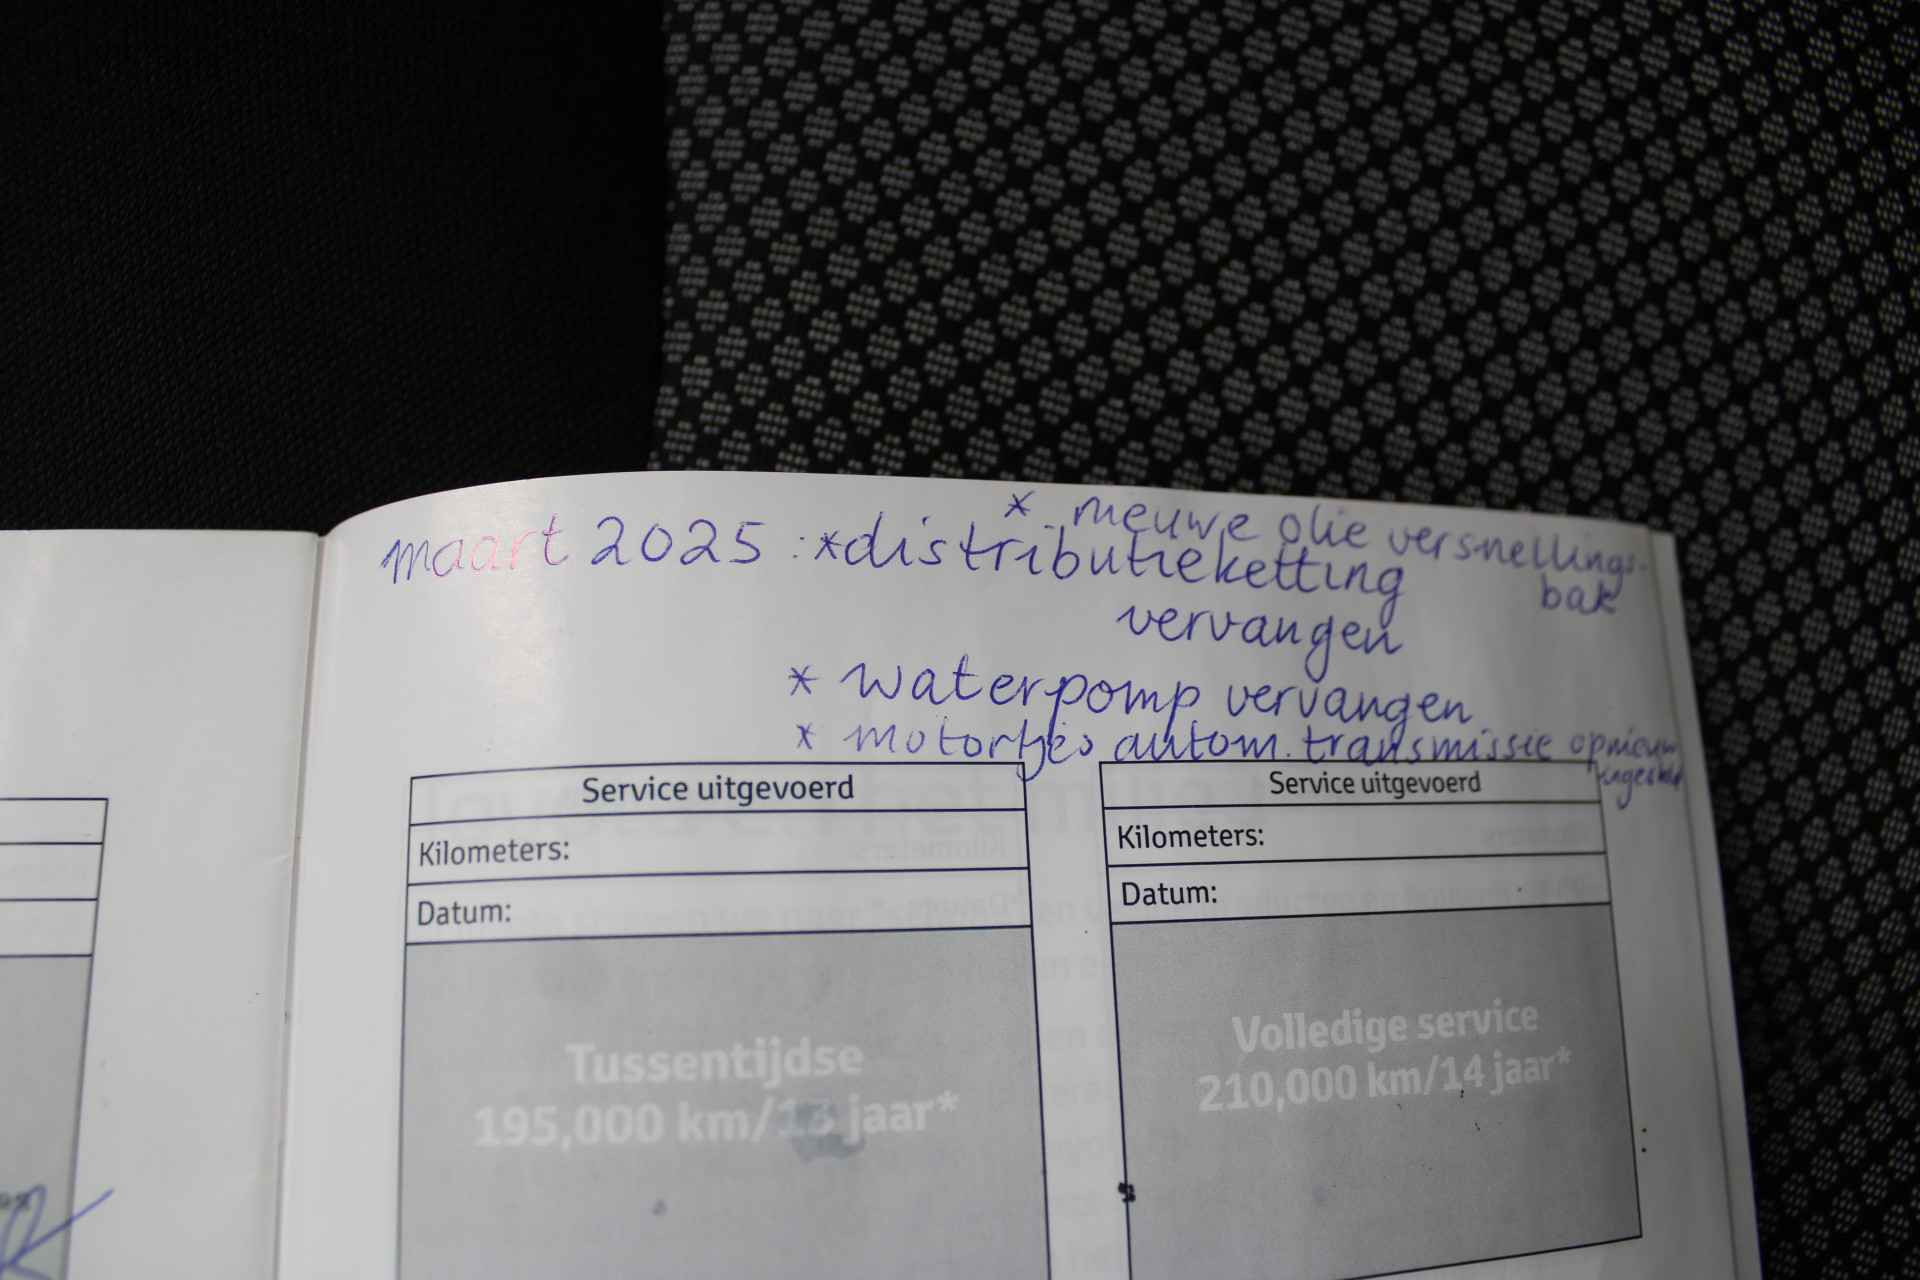 * nieuwe olie versnellings-
bak
maart 2025 : *distributieketting
vervangen
* waterpomp vervangen
* motortjes autom. transmissie opnieuw
Service uitgevoerd
Kilometers:
Datum:
Tussentijdse
195,000 km/13 jaar*
Service uitgevoerd
Kilometers:
Datum:
Volledige service
210,000 km/14 jaar*